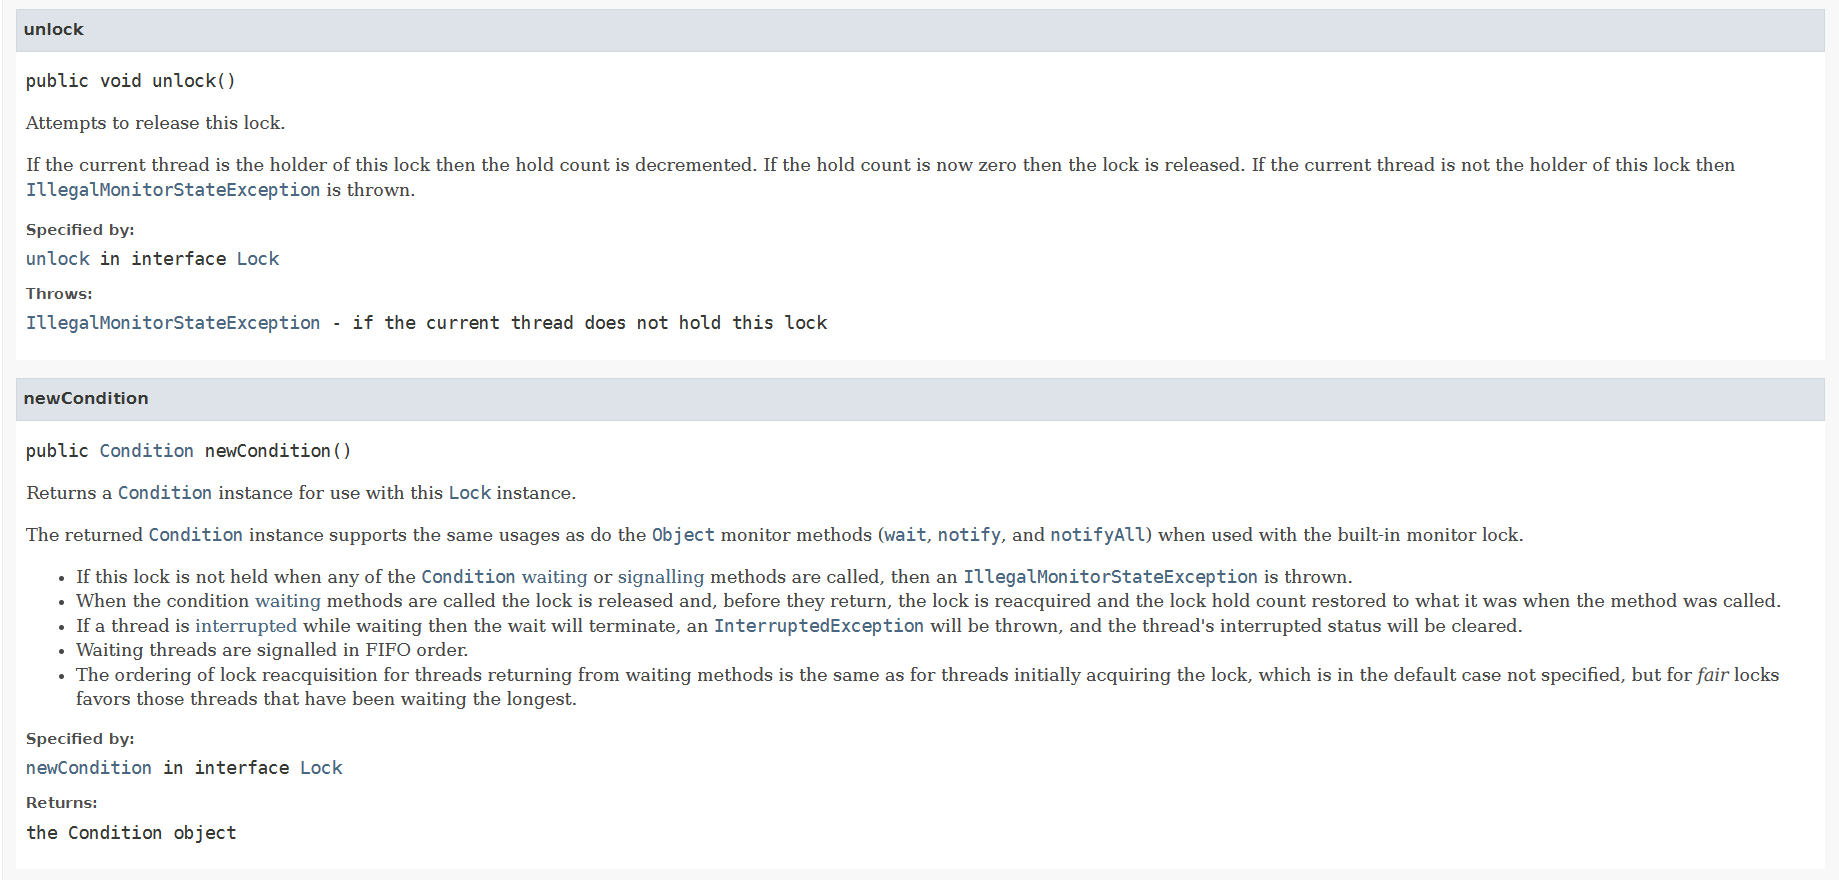 unlock
public void unlock()
Attempts to release this lock.
If the current thread is the holder of this lock then the hold count is decremented. If the hold count is now zero then the lock is released. If the current thread is not the holder of this lock then
IllegalMonitorStateException is thrown.
Specified by:
unlock in interface Lock
Throws:
IllegalMonitorStateException - if the current thread does not hold this lock
newCondition
public Condition newCondition()
Returns a Condition instance for use with this Lock instance.
The returned Condition instance supports the same usages as do the Object monitor methods (wait, notify, and notifyAll) when used with the built-in monitor lock.
• If this lock is not held when any of the Condition waiting or signalling methods are called, then an IllegalMonitorStateException is thrown.
• When the condition waiting methods are called the lock is released and, before they return, the lock is reacquired and the lock hold count restored to what it was when the method was called.
• If a thread is interrupted while waiting then the wait will terminate, an InterruptedException will be thrown, and the thread's interrupted status will be cleared.
• Waiting threads are signalled in FIFO order.
• The ordering of lock reacquisition for threads returning from waiting methods is the same as for threads initially acquiring the lock, which is in the default case not specified, but for fair locks
favors those threads that have been waiting the longest.
Specified by:
newCondition in interface Lock
Returns:
the Condition object